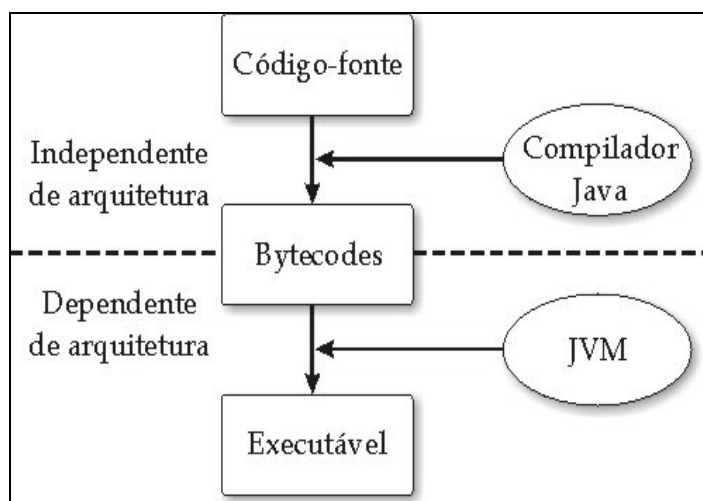 Código-fonte
Independente
de arquitetura
Compilador
Java
Bytecodes
Dependente
de arquitetura
JVM
Executável